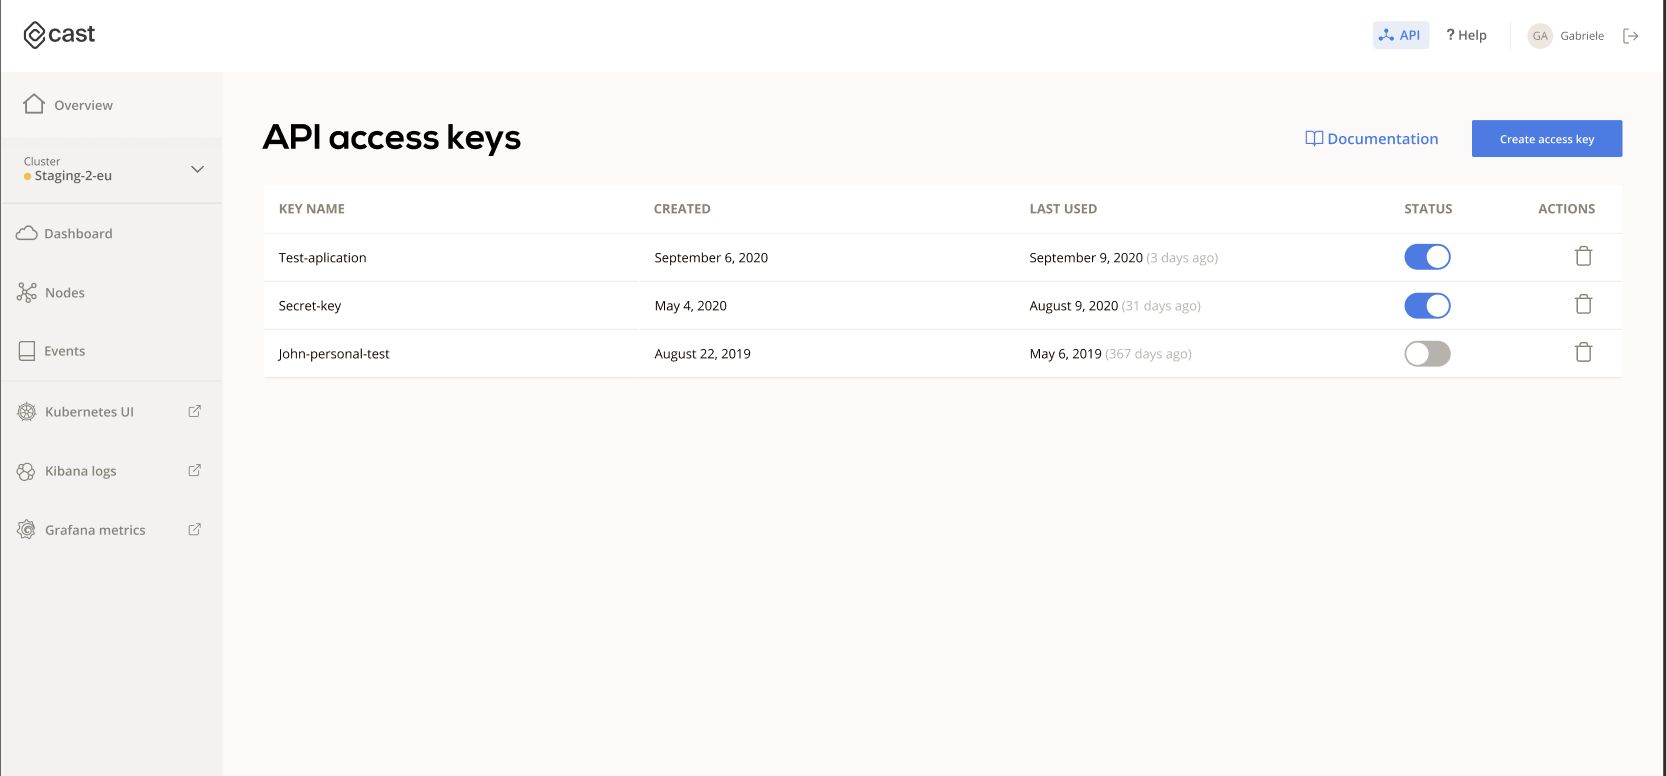 cast
API
? Help
GA
Gabriele
Overview
Cluster
Staging-2-eu
Dashboard
Nodes
Events
Kubernetes UI
Kibana logs
Grafana metrics
API access keys
Documentation
Create access key
KEY NAME CREATED LAST USED STATUS ACTIONS
Test-aplication September 6, 2020 September 9, 2020 (3 days ago)
Secret-key May 4, 2020 August 9, 2020 (31 days ago)
John-personal-test August 22, 2019 May 6, 2019 (367 days ago)